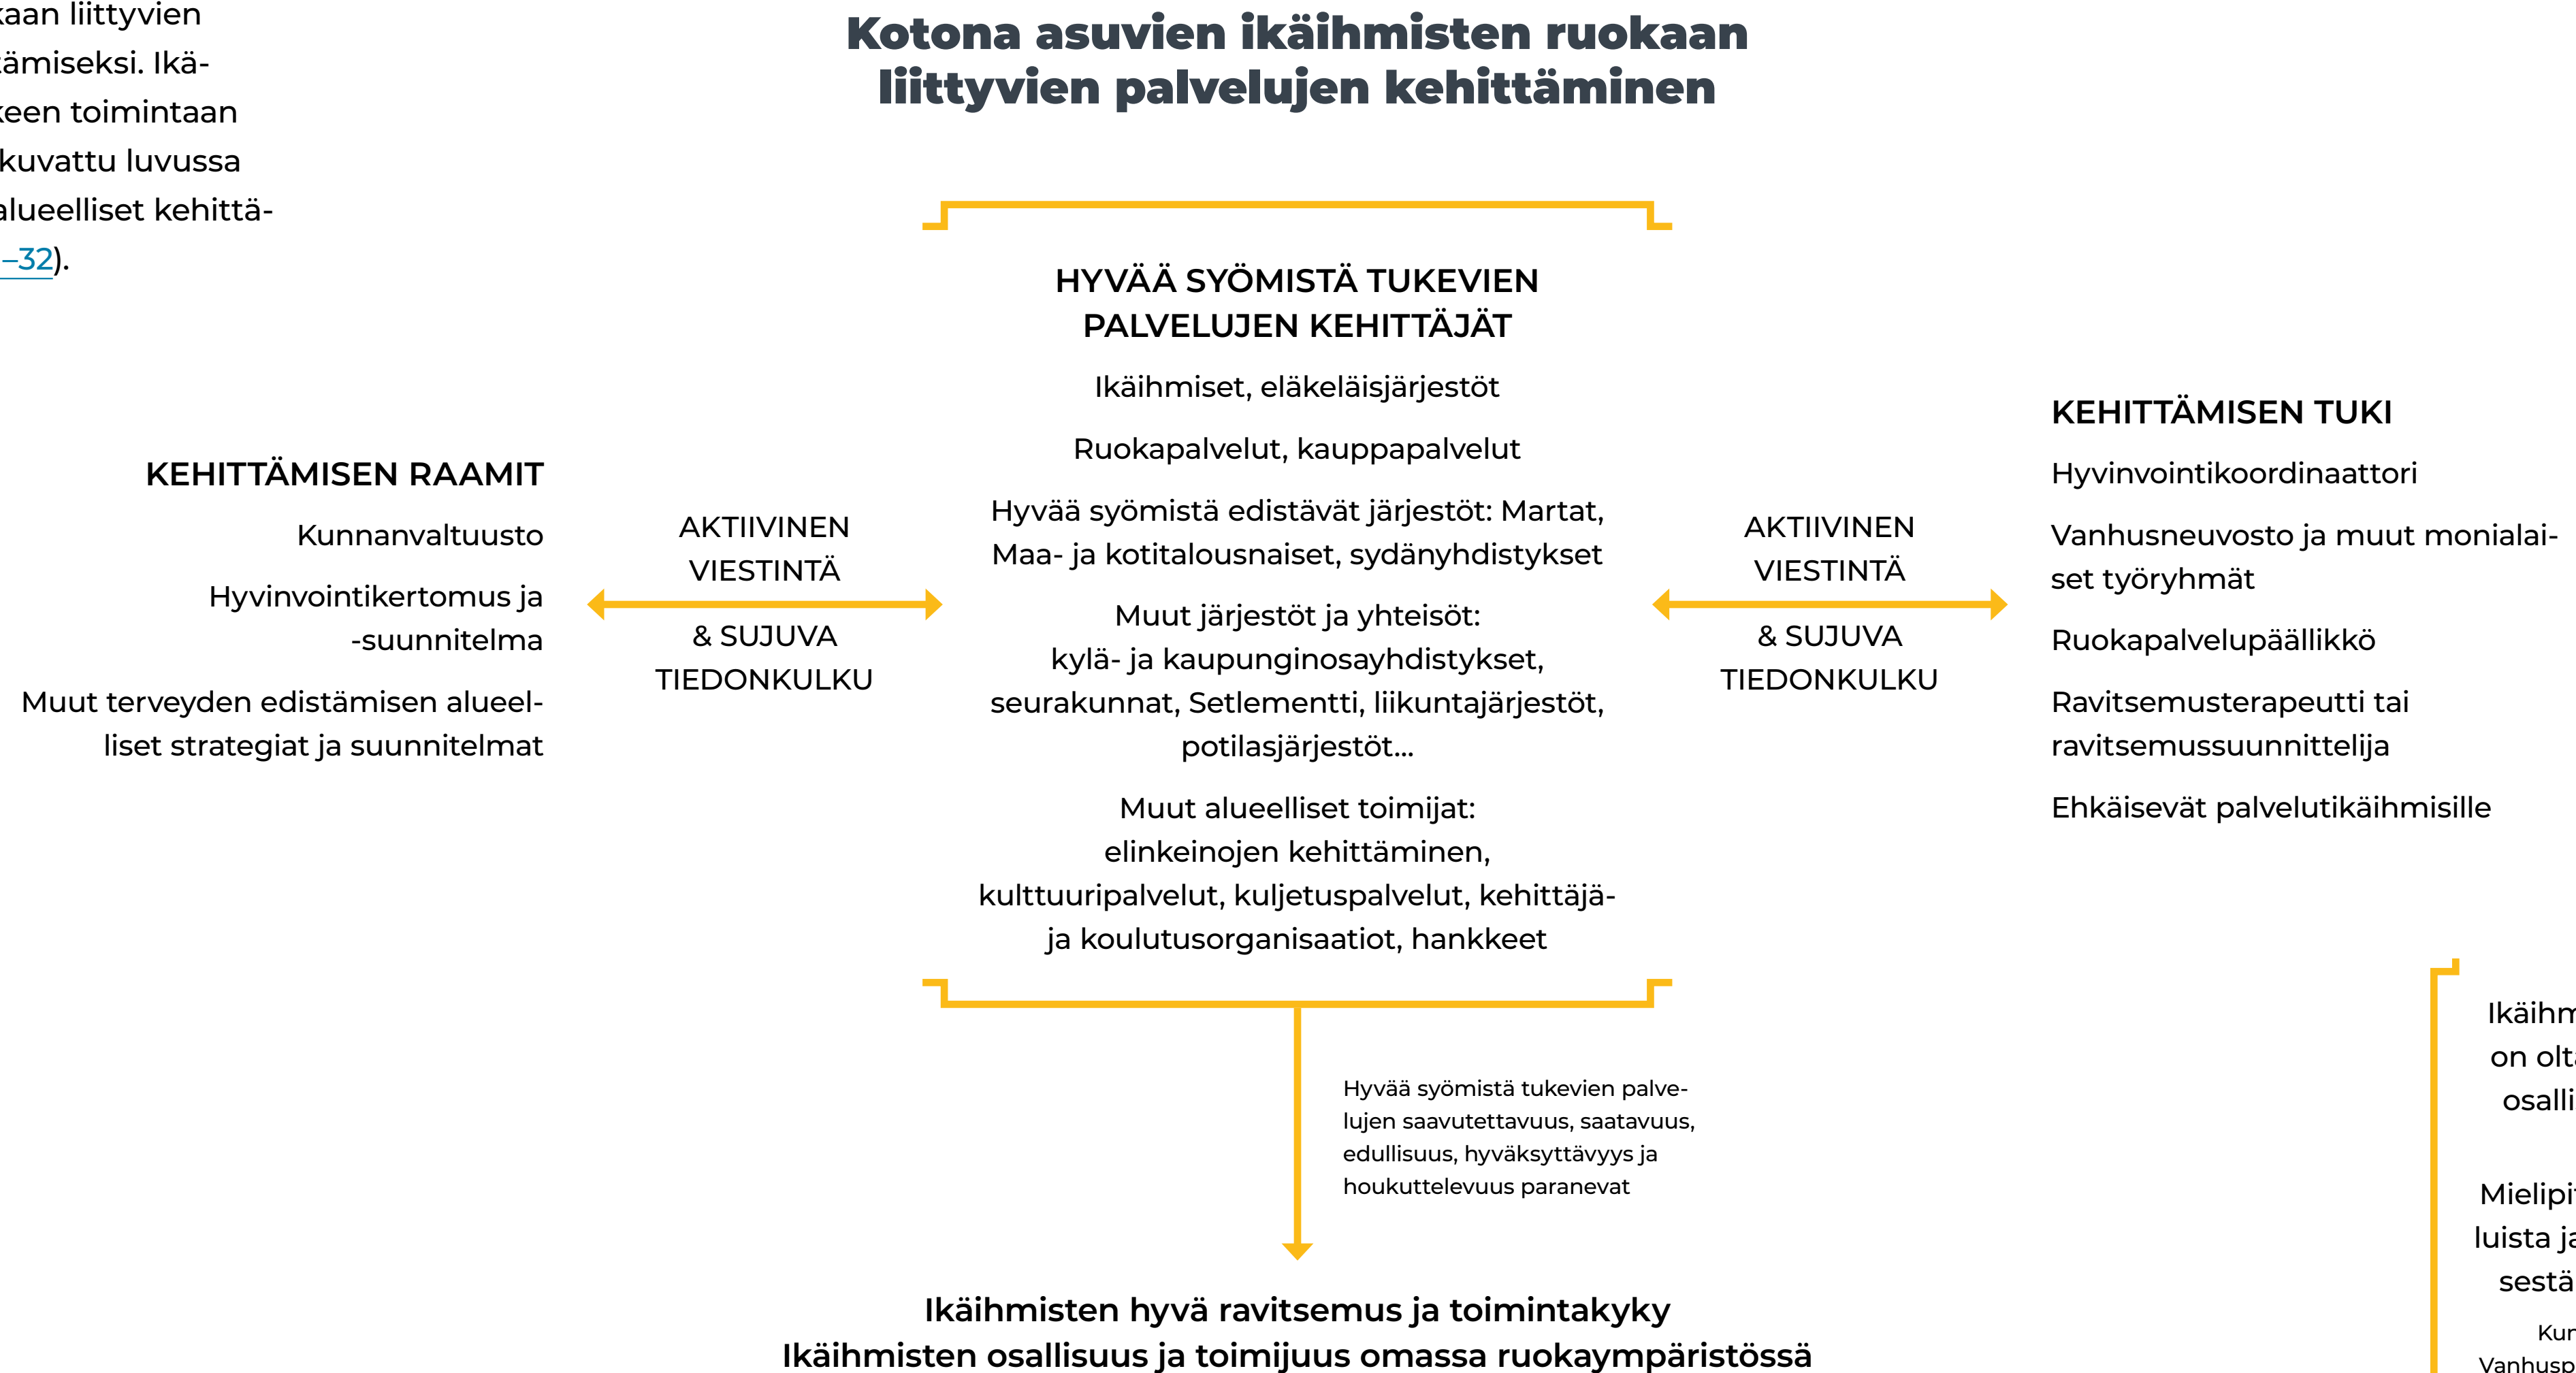 kaan liittyvien
tämiseksi. Ikä-
keen toimintaan
kuvattu luvussa
alueelliset kehittä-
–32).
Kotona asuvien ikäihmisten ruokaan
liittyvien palvelujen kehittäminen
KEHITTÄMISEN RAAMIT
Kunnanvaltuusto
Hyvinvointikertomus ja
-suunnitelma
Muut terveyden edistämisen alueel-
liset strategiat ja suunnitelmat
AKTIIVINEN
VIESTINTÄ
& SUJUVA
TIEDONKULKU
HYVÄÄ SYÖMISTÄ TUKEVIEN
PALVELUJEN KEHITTÄJÄT
Ikäihmiset, eläkeläisjärjestöt
Ruokapalvelut, kauppapalvelut
Hyvää syömistä edistävät järjestöt: Martat,
Maa- ja kotitalousnaiset, sydänyhdistykset
Muut järjestöt ja yhteisöt:
kylä- ja kaupunginosayhdistykset,
seurakunnat, Setlementti, liikuntajärjestöt,
potilasjärjestöt...
Muut alueelliset toimijat:
elinkeinojen kehittäminen,
kulttuuripalvelut, kuljetuspalvelut, kehittäjä-
ja koulutusorganisaatiot, hankkeet
AKTIIVINEN
VIESTINTÄ
& SUJUVA
TIEDONKULKU
KEHITTÄMISEN TUKI
Hyvinvointikoordinaattori
Vanhusneuvosto ja muut monialai-
set työryhmät
Ruokapalvelupäällikkö
Ravitsemusterapeutti tai
ravitsemussuunnittelija
Ehkäisevät palvelutikäihmisille
Hyvää syömistä tukevien palve-
lujen saavutettavuus, saatavuus,
edullisuus, hyväksyttävyys ja
houkuttelevuus paranevat
Ikäihmisten hyvä ravitsemus ja toimintakyky
Ikäihmisten osallisuus ja toimijuus omassa ruokaympäristössä
on
sestä